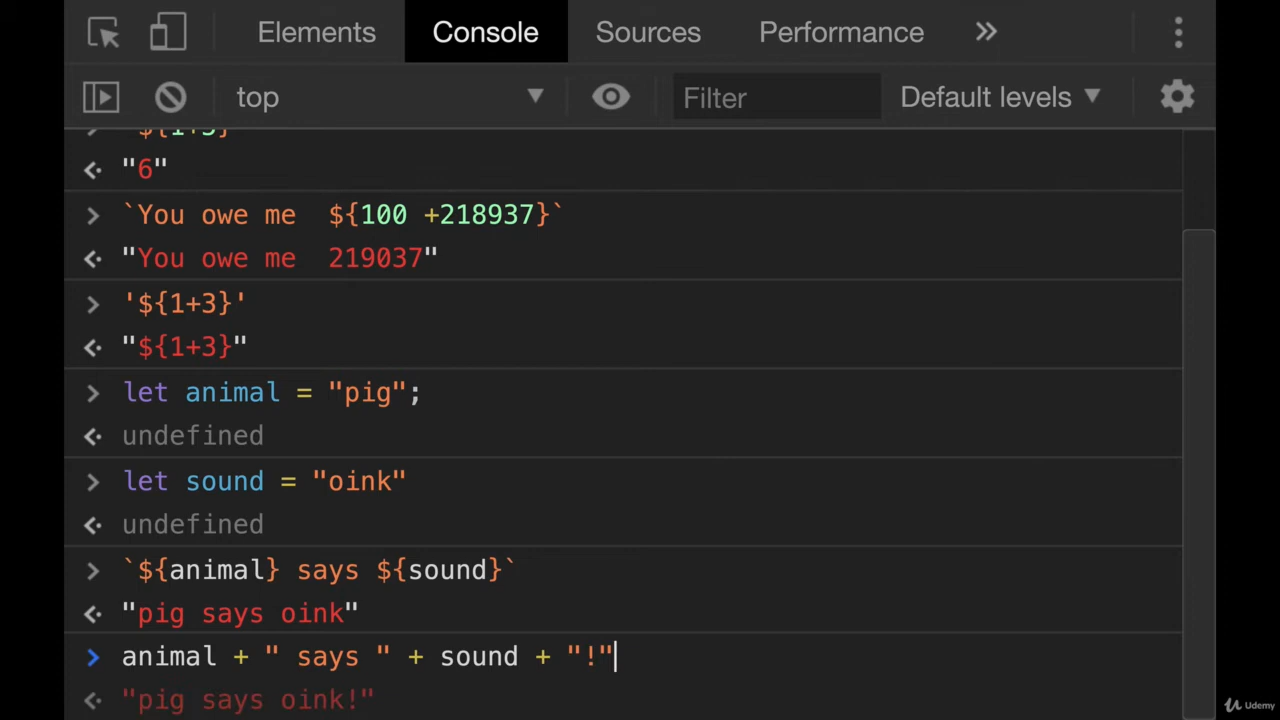 Elements Console Sources Performance »
top Filter Default levels
"6"
`You owe me  ${100 +218937}`
"You owe me  219037"
'${1+3}'
"${1+3}"
let animal = "pig";
undefined
let sound = "oink"
undefined
`${animal} says ${sound}`
"pig says oink"
animal + " says " + sound + "!"
"pig says oink!"
Udemy